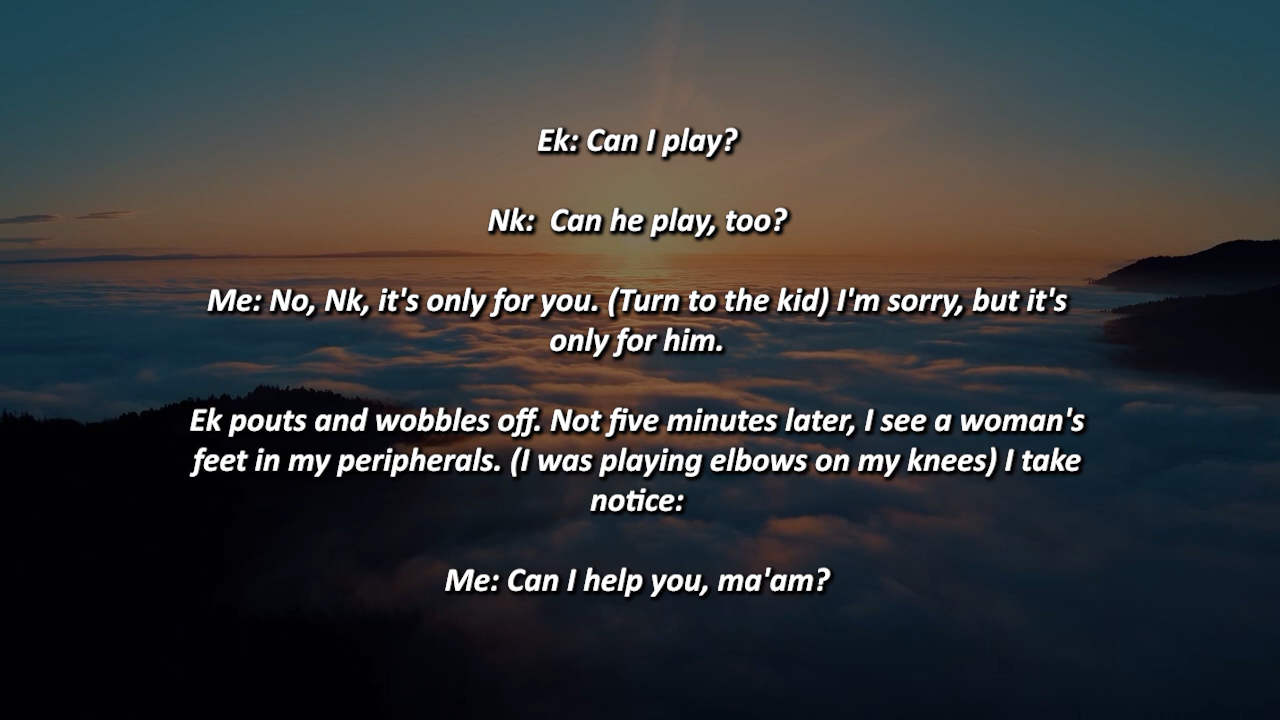 Ek: Can I play?
Nk:  Can he play, too?
Me: No, Nk, it's only for you. (Turn to the kid) I'm sorry, but it's
only for him.
Ek pouts and wobbles off. Not five minutes later, I see a woman's
feet in my peripherals. (I was playing elbows on my knees) I take
notice:
Me: Can I help you, ma'am?